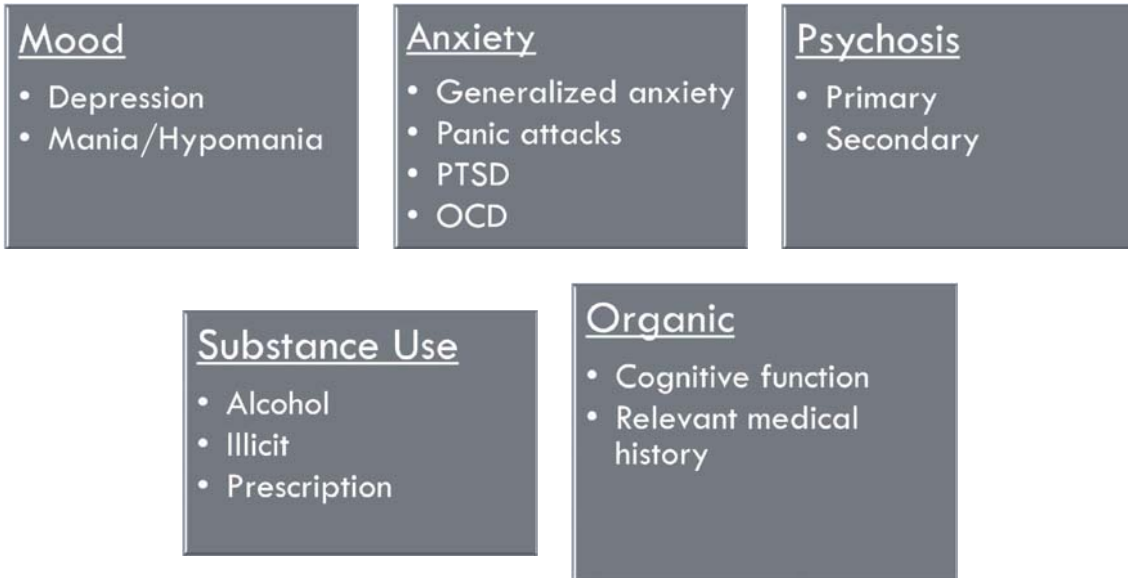 Mood
• Depression
• Mania/Hypomania
Anxiety
• Generalized anxiety
• Panic attacks
• PTSD
• OCD
Psychosis
• Primary
• Secondary
Substance Use
• Alcohol
• Illicit
• Prescription
Organic
• Cognitive function
• Relevant medical
history